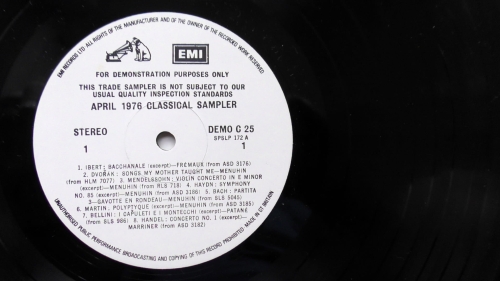 EMI RECORDS LTD ALL RIGHTS OF THE MANUFACTURER AND OF THE OWNER OF THE RECORDED WORK RESERVED
EMI
FOR DEMONSTRATION PURPOSES ONLY
THIS TRADE SAMPLER IS NOT SUBJECT TO OUR
USUAL QUALITY INSPECTION STANDARDS
APRIL 1976 CLASSICAL SAMPLER
STEREO
DEMO C 25
SPSLP 172 A
1
1
1. IBERT; BACCHANALE (excerpt)—FREMAUX (from ASD 3176)
2. DVOŘAK: SONGS MY MOTHER TAUGHT ME—MENUHIN
(from HLM 7077) 3. MENDELSSOHN: VIOLIN CONCERTO IN E MINOR
(excerpt)—MENUHIN (from RLS 718) 4. HAYDN: SYMPHONY
NO. 85 (excerpt)—MENUHIN (from ASD 3186) 5. BACH: PARTITA
3—GAVOTTE EN RONDEAU—MENUHIN (from SLS 5045)
6. MARTIN: POLYPTYQUE (excerpt)—MENUHIN (from ASD 3185)
7. BELLINI: I CAPULETI E I MONTECCHI (excerpt)—PATANE
(from SLS 986) 8. HANDEL: CONCERTO NO. 1 (excerpt)—
MARRINER (from ASD 3182)
UNAUTHORISED PUBLIC PERFORMANCE BROADCASTING AND COPYING OF THIS RECORD PROHIBITED MADE IN GT BRITAIN